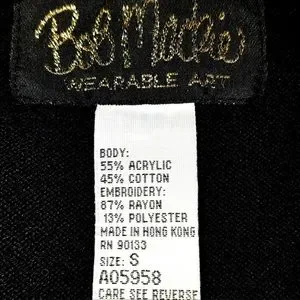 Bob Mackie
WEARABLE ART
BODY:
55% ACRYLIC
45% COTTON
EMBROIDERY:
87% RAYON
13% POLYESTER
MADE IN HONG KONG
RN 90133
SIZE: S
A05958
CARE SEE REVERSE